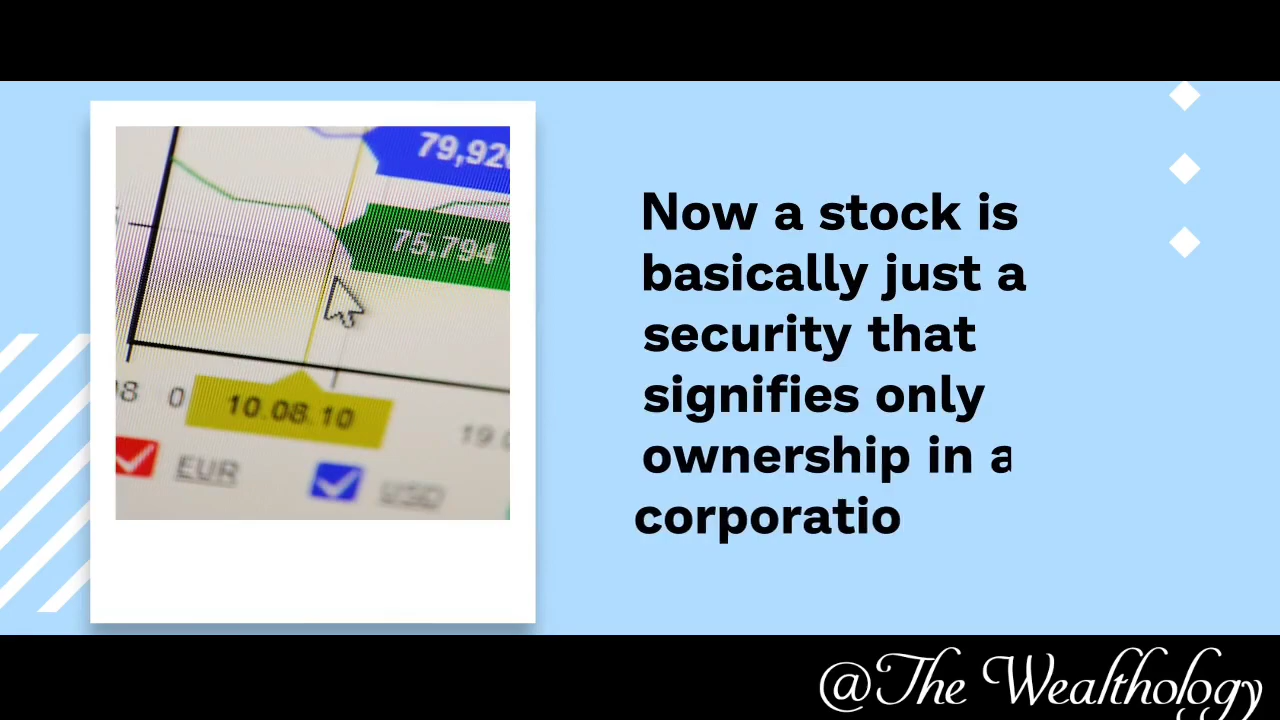 79,92
75,794
10.08.10
EUR
USD
Now a stock is
basically just a
security that
signifies only
ownership in a
corporatio
@The Wealthology